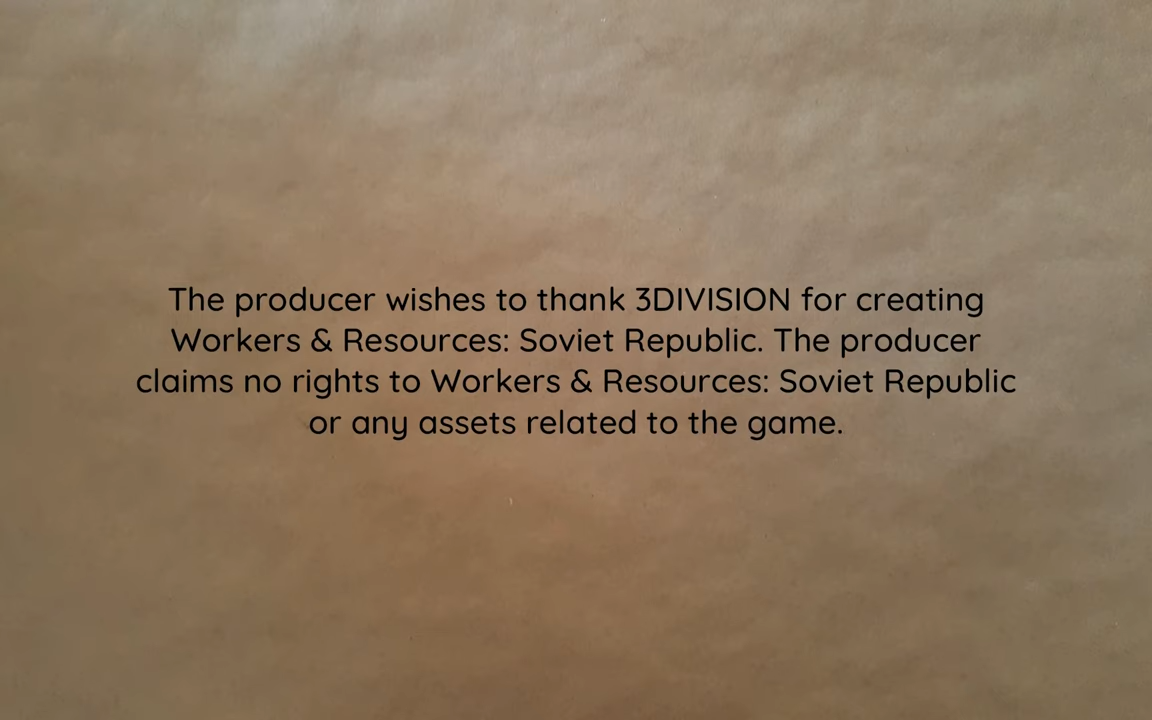 The producer wishes to thank 3DIVISION for creating
Workers & Resources: Soviet Republic. The producer
claims no rights to Workers & Resources: Soviet Republic
or any assets related to the game.